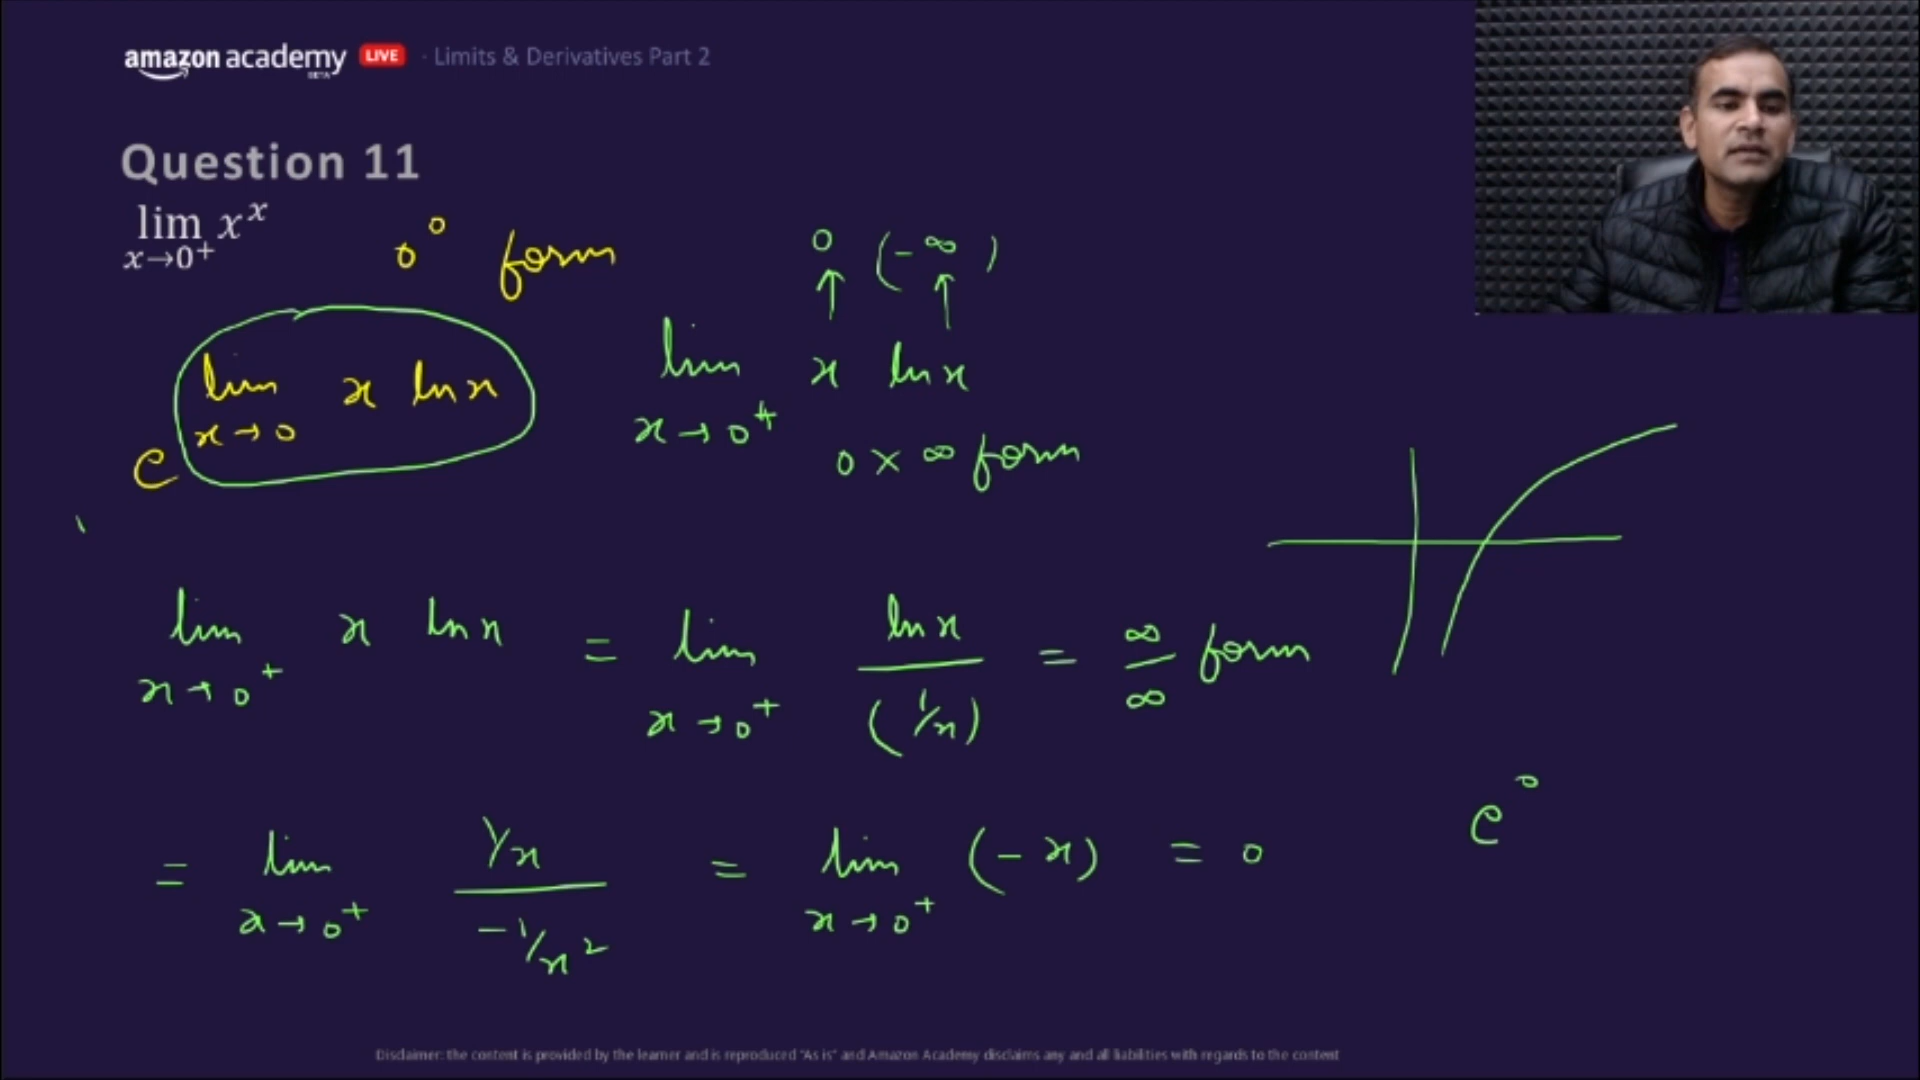 amazon academy BETA LIVE · Limits & Derivatives Part 2
Question 11
lim x→0⁺ xˣ
0⁰ form
0 (-∞)
↑ ↑
e^(lim x→0 x ln x)
lim x→0⁺ x ln x
0 × ∞ form
lim x→0⁺ x ln x = lim x→0⁺ ln x / (1/x) = ∞/∞ form
= lim x→0⁺ (1/x) / (-1/x²) = lim x→0⁺ (-x) = 0
e⁰
Disclaimer: the content is provided by the learner and is reproduced "As is" and Amazon Academy disclaims any and all liabilities with regards to the content